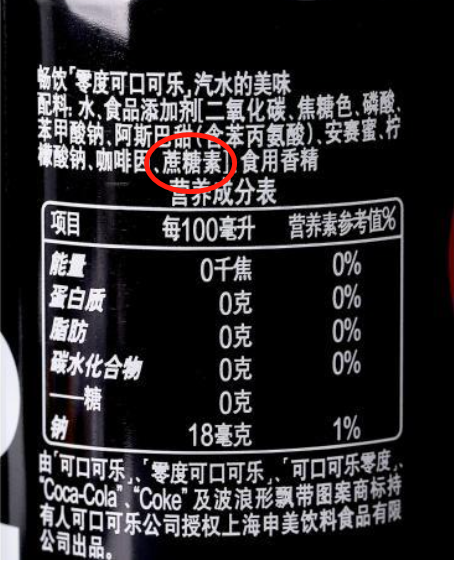 畅饮「零度可口可乐」汽水的美味
配料:水、食品添加剂[二氧化碳、焦糖色、磷酸、
苯甲酸钠、阿斯巴甜(含苯丙氨酸)、安赛蜜、柠
檬酸钠、咖啡因、蔗糖素]、食用香精
营养成分表
项目 每100毫升 营养素参考值%
能量 0千焦 0%
蛋白质 0克 0%
脂肪 0克 0%
碳水化合物 0克 0%
——糖 0克
钠 18毫克 1%
由「可口可乐」、「零度可口可乐」、「可口可乐零度」、
"Coca-Cola"、"Coke"及波浪形飘带图案商标持
有人可口可乐公司授权上海申美饮料食品有限
公司出品。